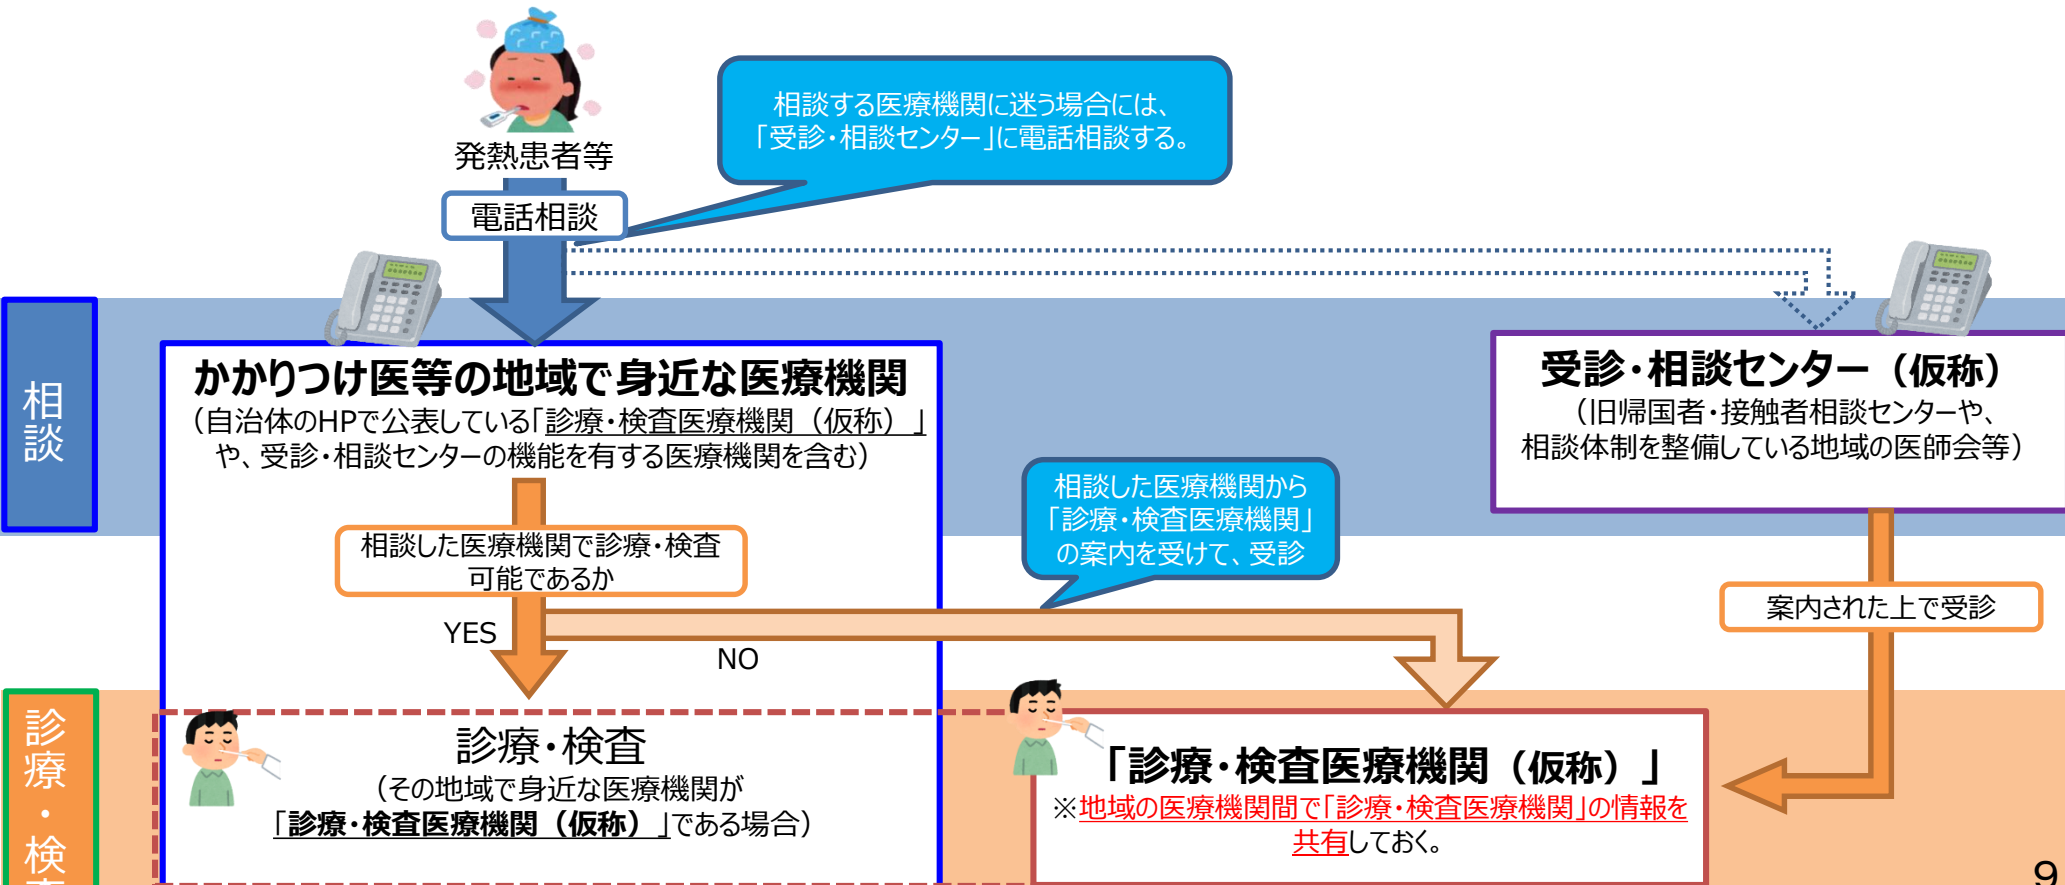 発熱患者等
電話相談
相談する医療機関に迷う場合には、
「受診・相談センター」に電話相談する。
相談
かかりつけ医等の地域で身近な医療機関
（自治体のHPで公表している「診療・検査医療機関（仮称）」
や、受診・相談センターの機能を有する医療機関を含む）
受診・相談センター（仮称）
（旧帰国者・接触者相談センターや、
相談体制を整備している地域の医師会等）
相談した医療機関から
「診療・検査医療機関」
の案内を受けて、受診
相談した医療機関で診療・検査
可能であるか
YES
NO
案内された上で受診
診療・検査
診療・検査
（その地域で身近な医療機関が
「診療・検査医療機関（仮称）」である場合）
「診療・検査医療機関（仮称）」
※地域の医療機関間で「診療・検査医療機関」の情報を
共有しておく。
9